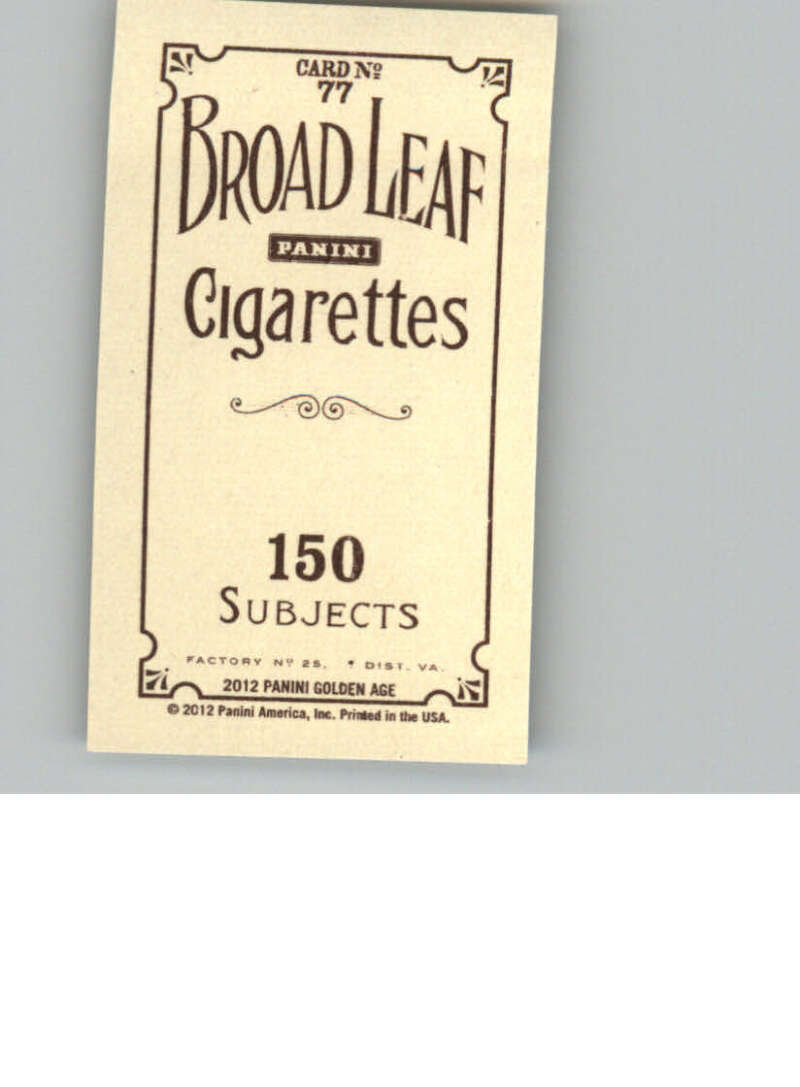 CARD Nº
77
BROAD LEAF
PANINI
Cigarettes
150
SUBJECTS
FACTORY Nº 25, • DIST. VA.
2012 PANINI GOLDEN AGE
© 2012 Panini America, Inc. Printed in the USA.